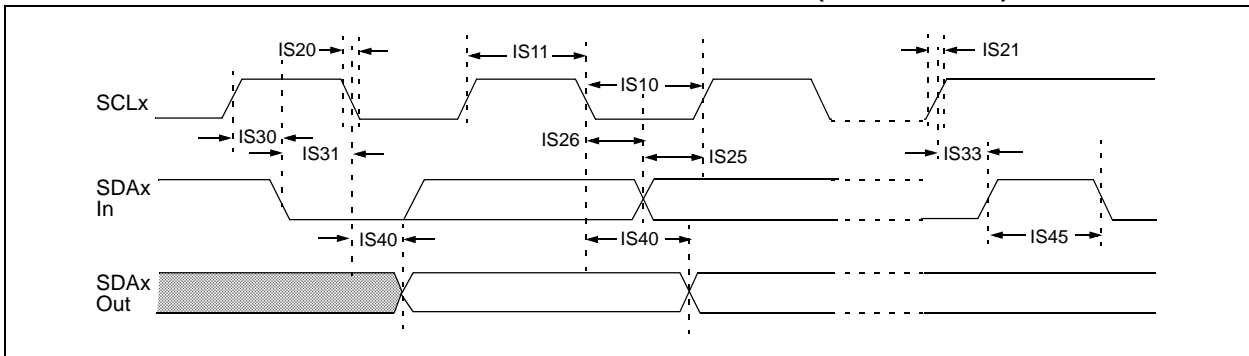 IS20
IS11
IS21
IS10
SCLx
IS30
IS26
IS31
IS25
IS33
SDAx
In
IS40
IS40
IS45
SDAx
Out